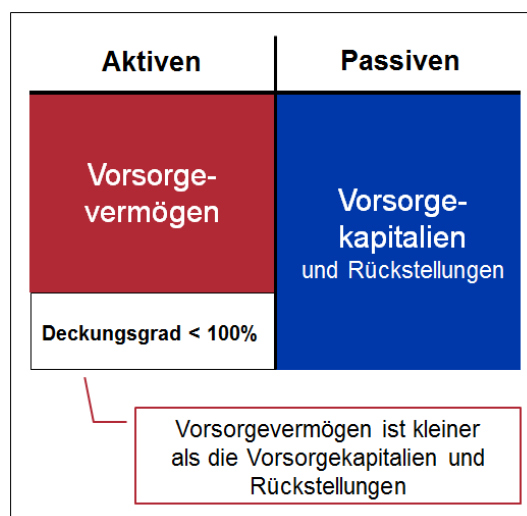 Aktiven
Passiven
Vorsorge-
vermögen
Vorsorge-
kapitalien
und Rückstellungen
Deckungsgrad < 100%
Vorsorgevermögen ist kleiner
als die Vorsorgekapitalien und
Rückstellungen